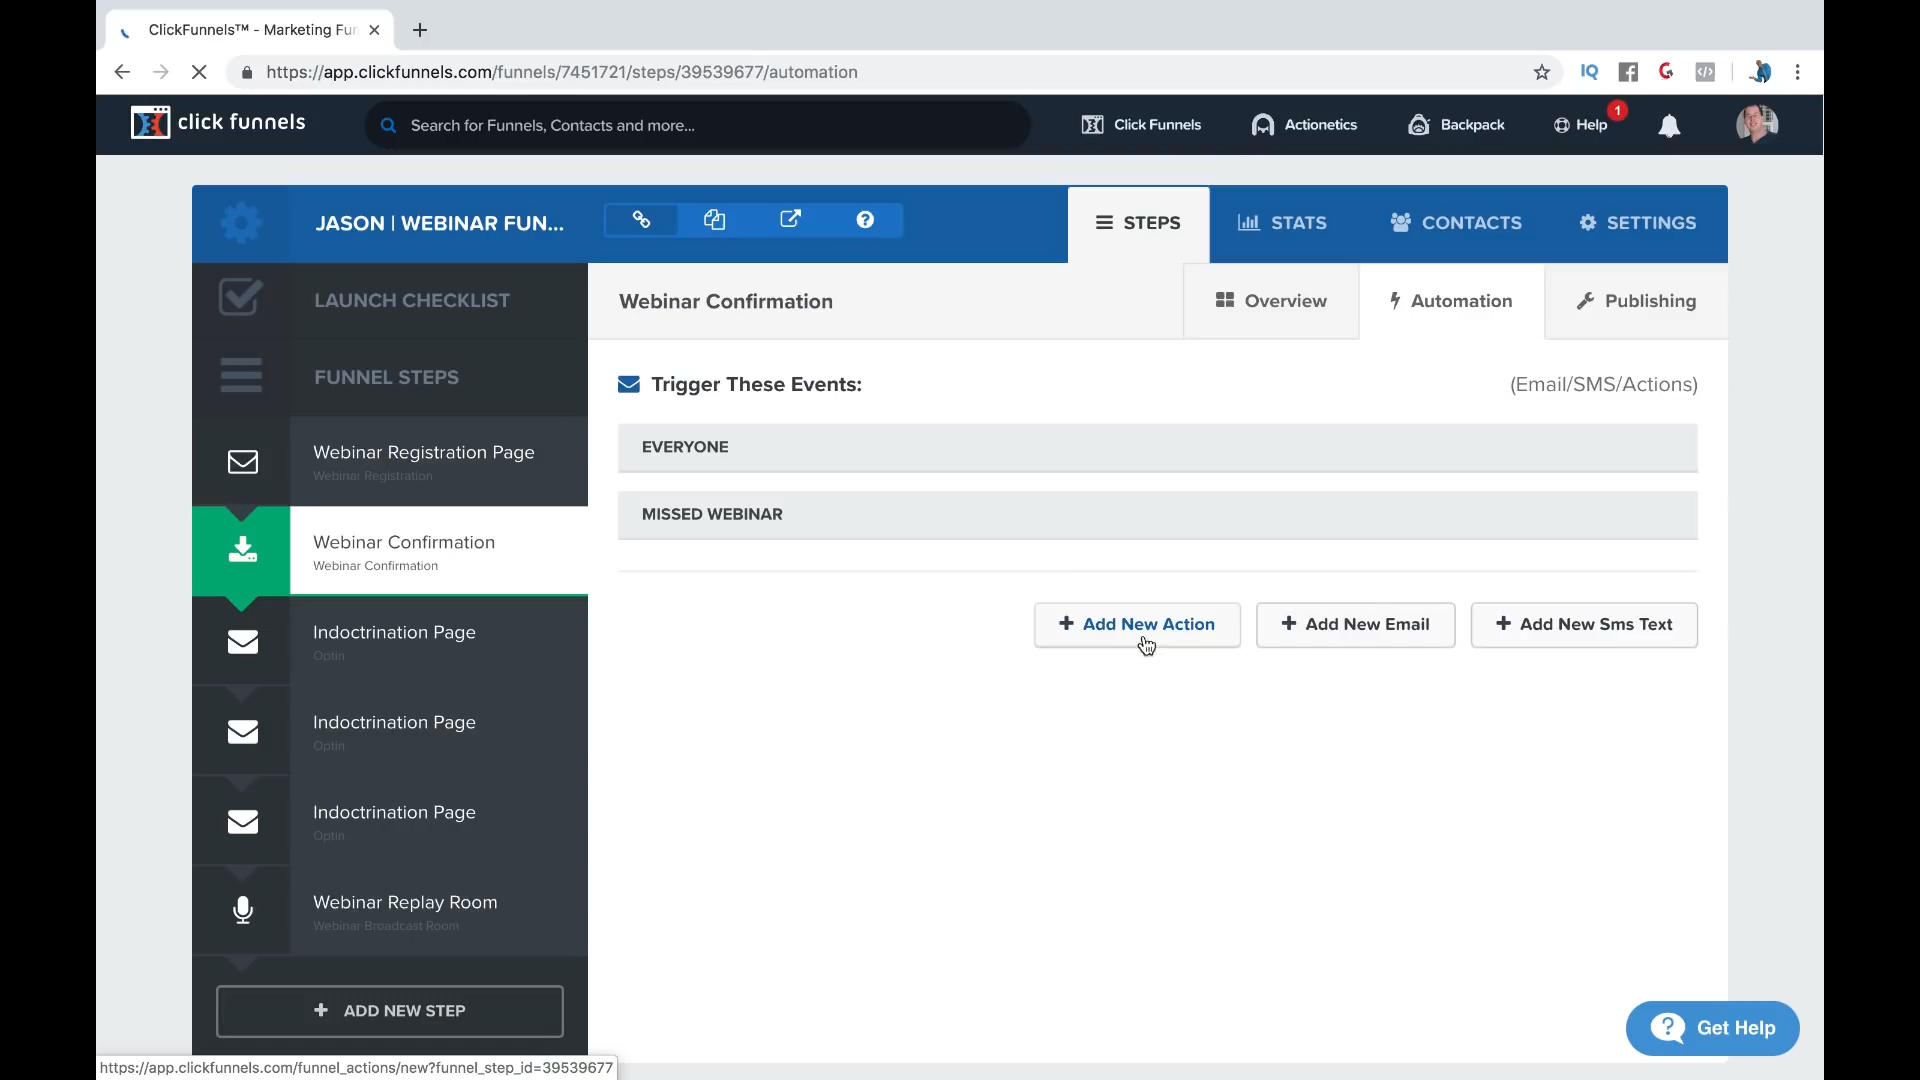 ClickFunnels™ - Marketing Fun
https://app.clickfunnels.com/funnels/7451721/steps/39539677/automation
IQ
click funnels
Search for Funnels, Contacts and more...
Click Funnels
Actionetics
Backpack
Help
1
JASON | WEBINAR FUN...
STEPS
STATS
CONTACTS
SETTINGS
LAUNCH CHECKLIST
Webinar Confirmation
Overview
Automation
Publishing
FUNNEL STEPS
Trigger These Events:
(Email/SMS/Actions)
Webinar Registration Page
Webinar Registration
EVERYONE
MISSED WEBINAR
Webinar Confirmation
Webinar Confirmation
+ Add New Action
+ Add New Email
+ Add New Sms Text
Indoctrination Page
Optin
Indoctrination Page
Optin
Indoctrination Page
Optin
Webinar Replay Room
Webinar Broadcast Room
+ ADD NEW STEP
Get Help
https://app.clickfunnels.com/funnel_actions/new?funnel_step_id=39539677